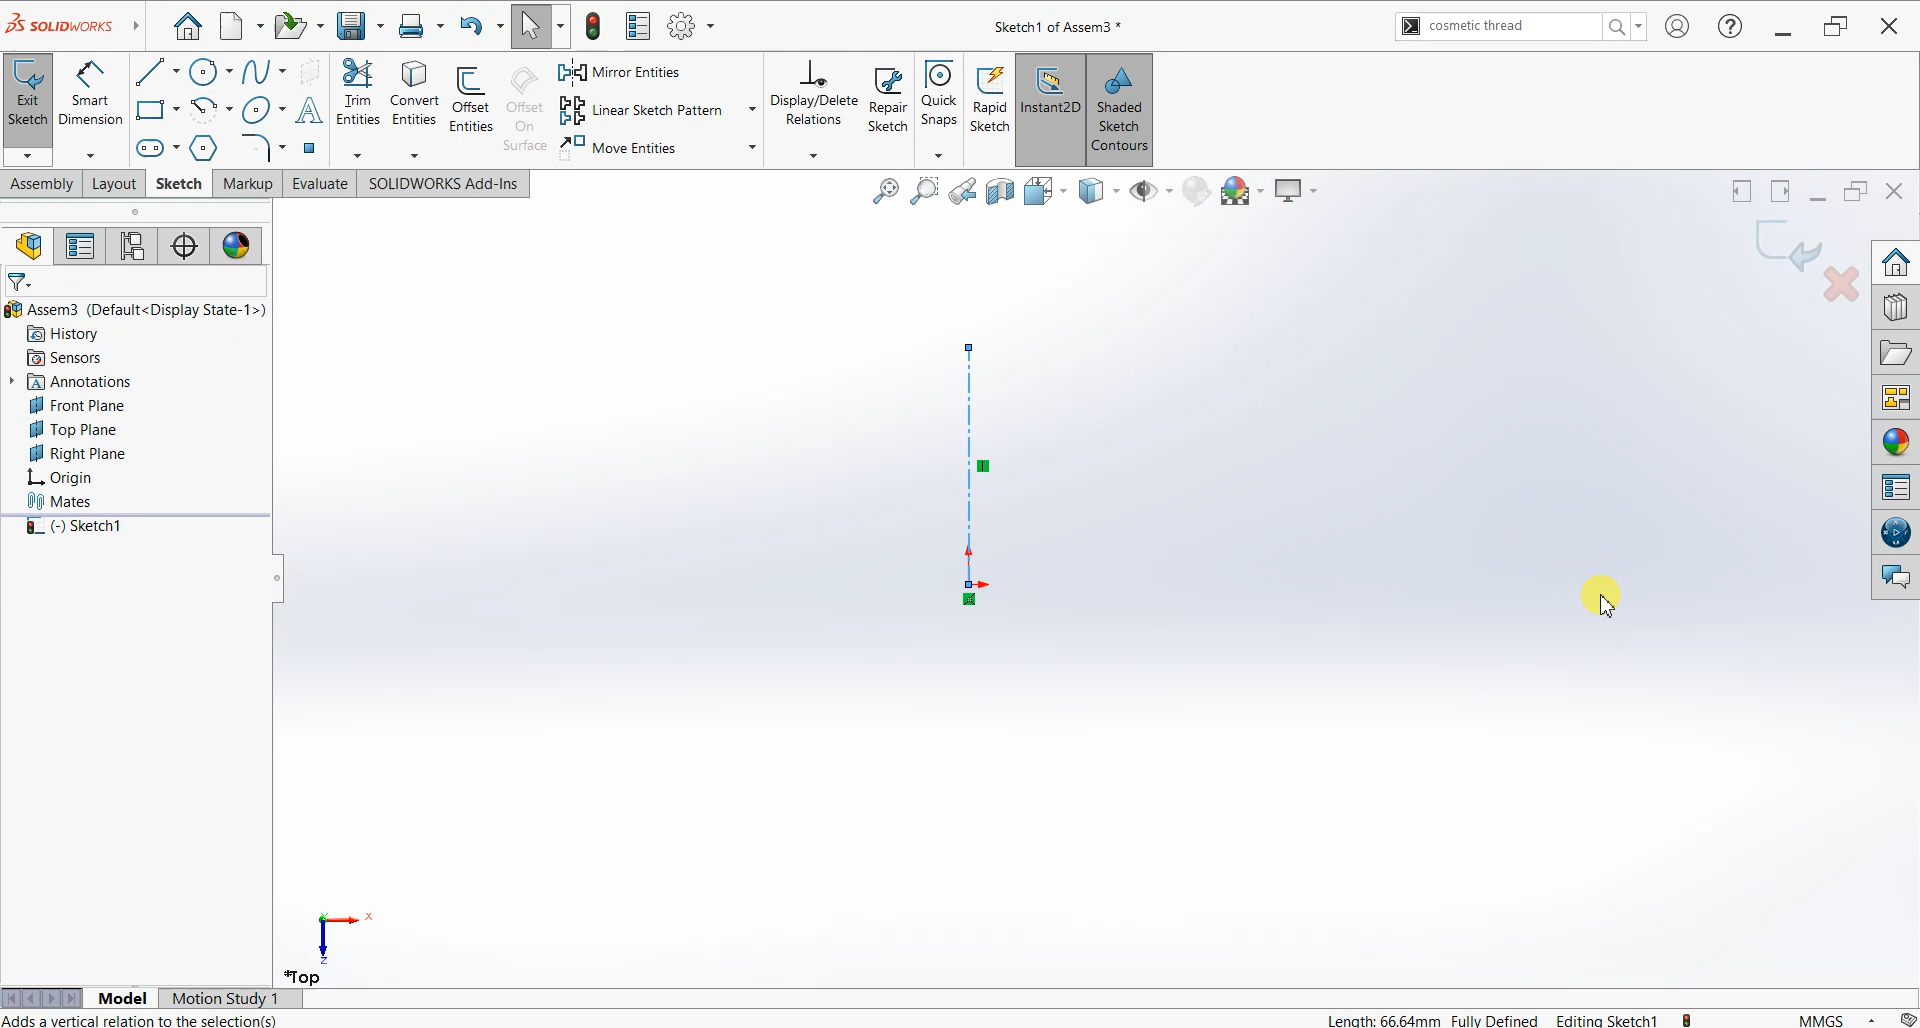 SOLIDWORKS
Sketch1 of Assem3 *
cosmetic thread
Exit Sketch
Smart Dimension
Trim Entities
Convert Entities
Offset Entities
Offset On Surface
Mirror Entities
Linear Sketch Pattern
Move Entities
Display/Delete Relations
Repair Sketch
Quick Snaps
Rapid Sketch
Instant2D
Shaded Sketch Contours
Assembly
Layout
Sketch
Markup
Evaluate
SOLIDWORKS Add-Ins
Assem3 (Default<Display State-1>)
History
Sensors
Annotations
Front Plane
Top Plane
Right Plane
Origin
Mates
(-) Sketch1
X
Z
*Top
Model
Motion Study 1
Adds a vertical relation to the selection(s)
Length: 66.64mm
Fully Defined
Editing Sketch1
MMGS